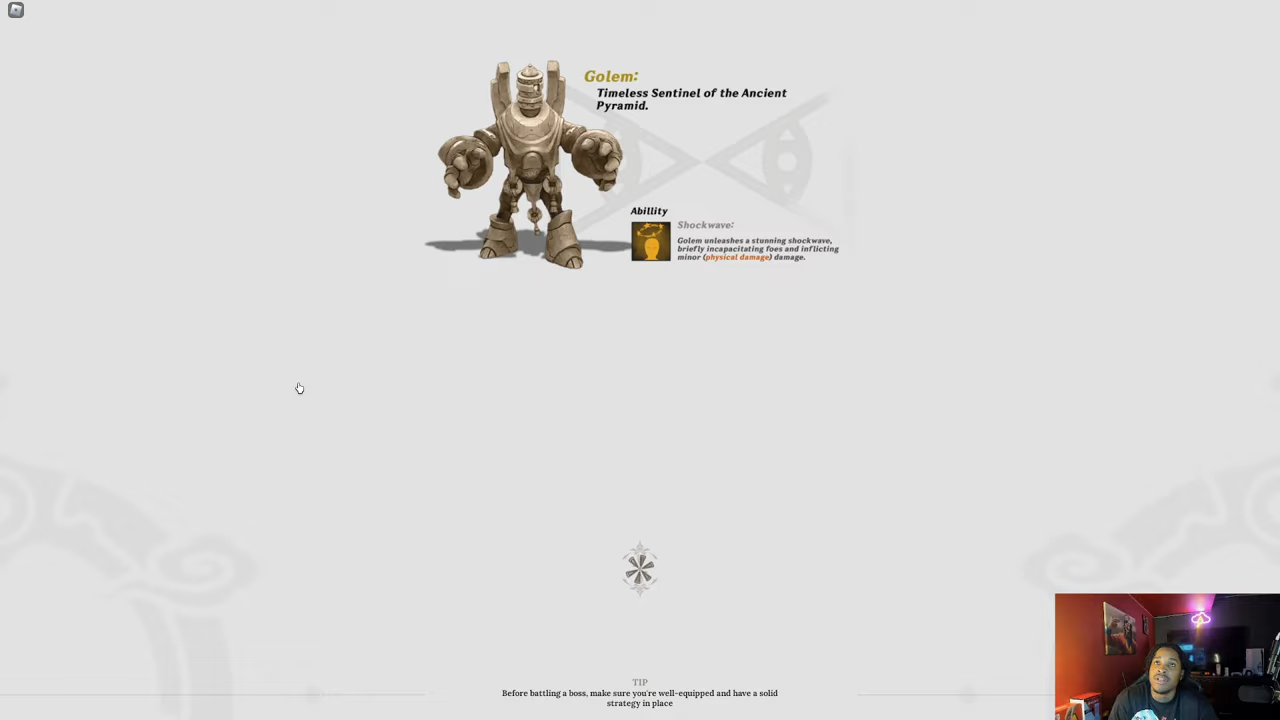 Golem:
Timeless Sentinel of the Ancient
Pyramid.
Abillity
Shockwave:
Golem unleashes a stunning shockwave,
briefly incapacitating foes and inflicting
minor (physical damage) damage.
TIP
Before battling a boss, make sure you're well-equipped and have a solid
strategy in place